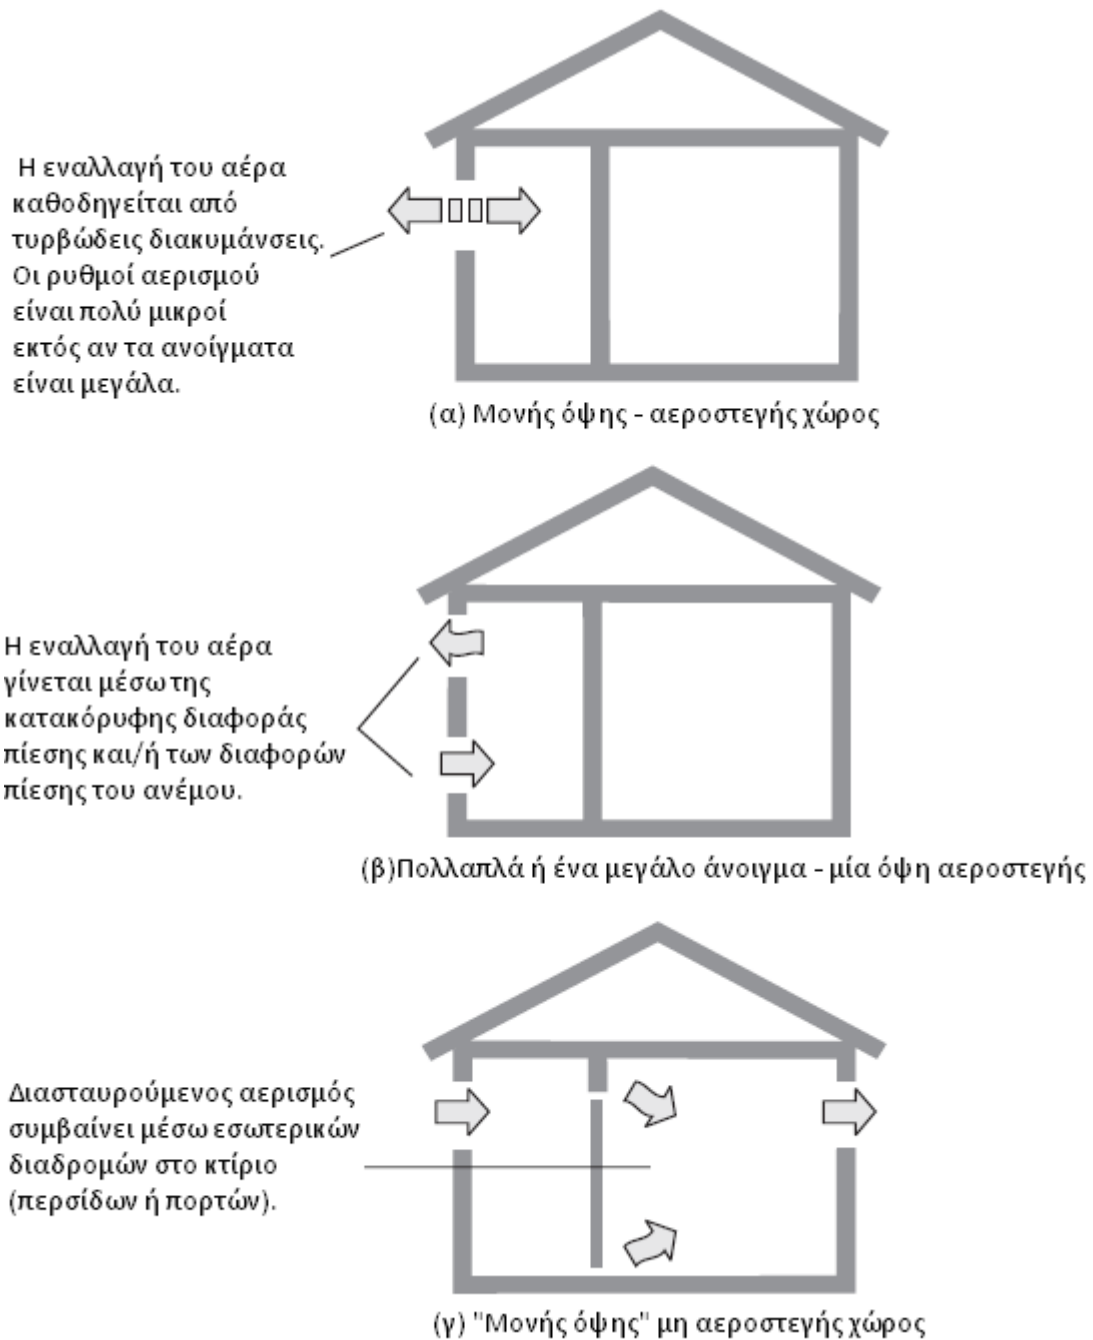 Η εναλλαγή του αέρα
καθοδηγείται από
τυρβώδεις διακυμάνσεις.
Οι ρυθμοί αερισμού
είναι πολύ μικροί
εκτός αν τα ανοίγματα
είναι μεγάλα.
(α) Μονής όψης - αεροστεγής χώρος
Η εναλλαγή του αέρα
γίνεται μέσω της
κατακόρυφης διαφοράς
πίεσης και/ή των διαφορών
πίεσης του ανέμου.
(β)Πολλαπλά ή ένα μεγάλο άνοιγμα - μία όψη αεροστεγής
Διασταυρούμενος αερισμός
συμβαίνει μέσω εσωτερικών
διαδρομών στο κτίριο
(περσίδων ή πορτών).
(γ) "Μονής όψης" μη αεροστεγής χώρος